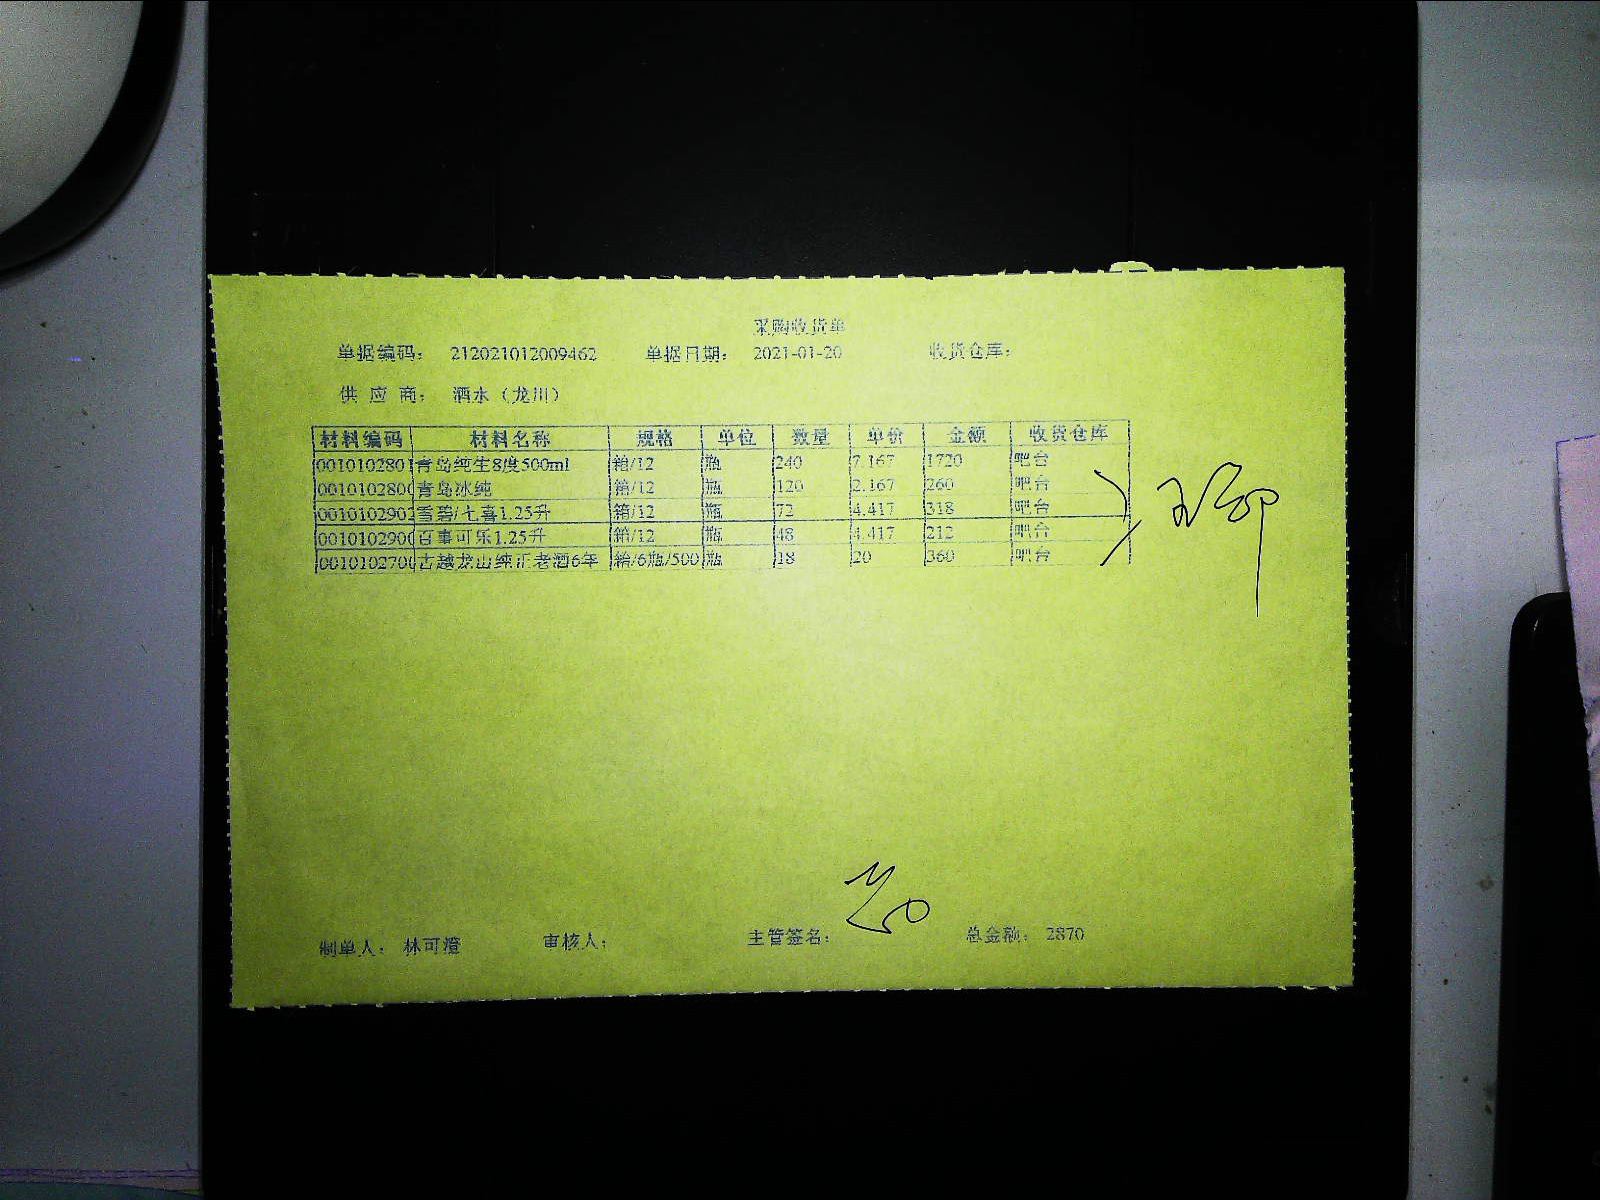 采购收货单
单据编码： 212021012009462 单据日期： 2021-01-20 收货仓库：
供 应 商： 酒水（龙川）
材料编码 材料名称 规格 单位 数量 单价 金额 收货仓库
0010102801 青岛纯生8度500ml 箱/12 瓶 240 7.167 1720 吧台
001010280 青岛冰纯 箱/12 瓶 120 2.167 260 吧台
0010102902 雪碧/七喜1.25升 箱/12 瓶 72 4.417 318 吧台
001010290 百事可乐1.25升 箱/12 瓶 48 4.417 212 吧台
001010270 古越龙山纯正老酒6年 箱/6瓶/500 瓶 18 20 360 吧台
制单人： 林可澄 审核人： 主管签名： 总金额： 2870